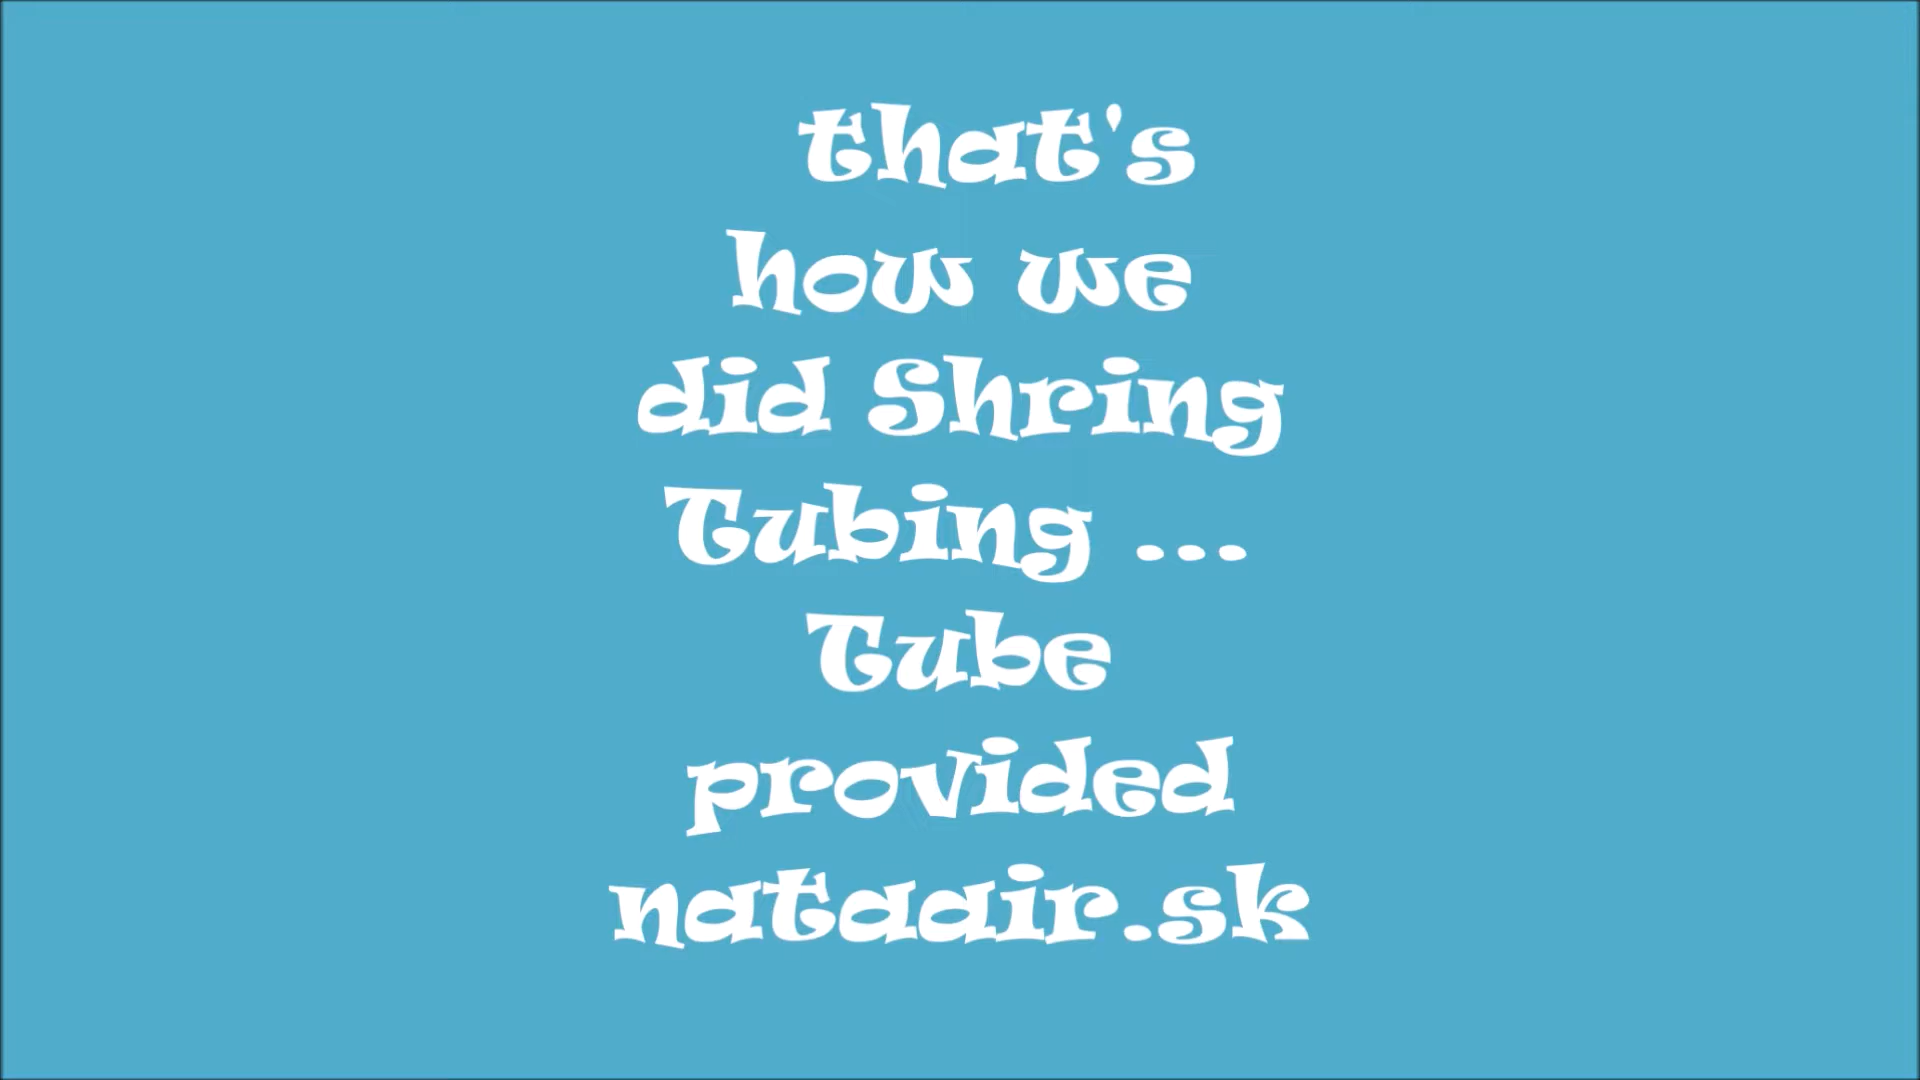 that's
how we
did Shring
Tubing ...
Tube
provided
nataair.sk